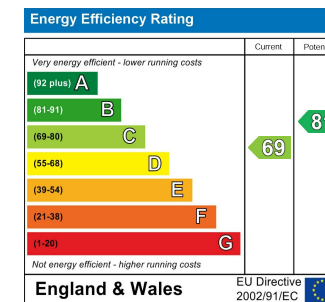 Energy Efficiency Rating
Current
Very energy efficient - lower running costs
(92 plus) A
(81-91) B
(69-80) C
(55-68) D
(39-54) E
(21-38) F
(1-20) G
69
Not energy efficient - higher running costs
England & Wales
EU Directive
2002/91/EC